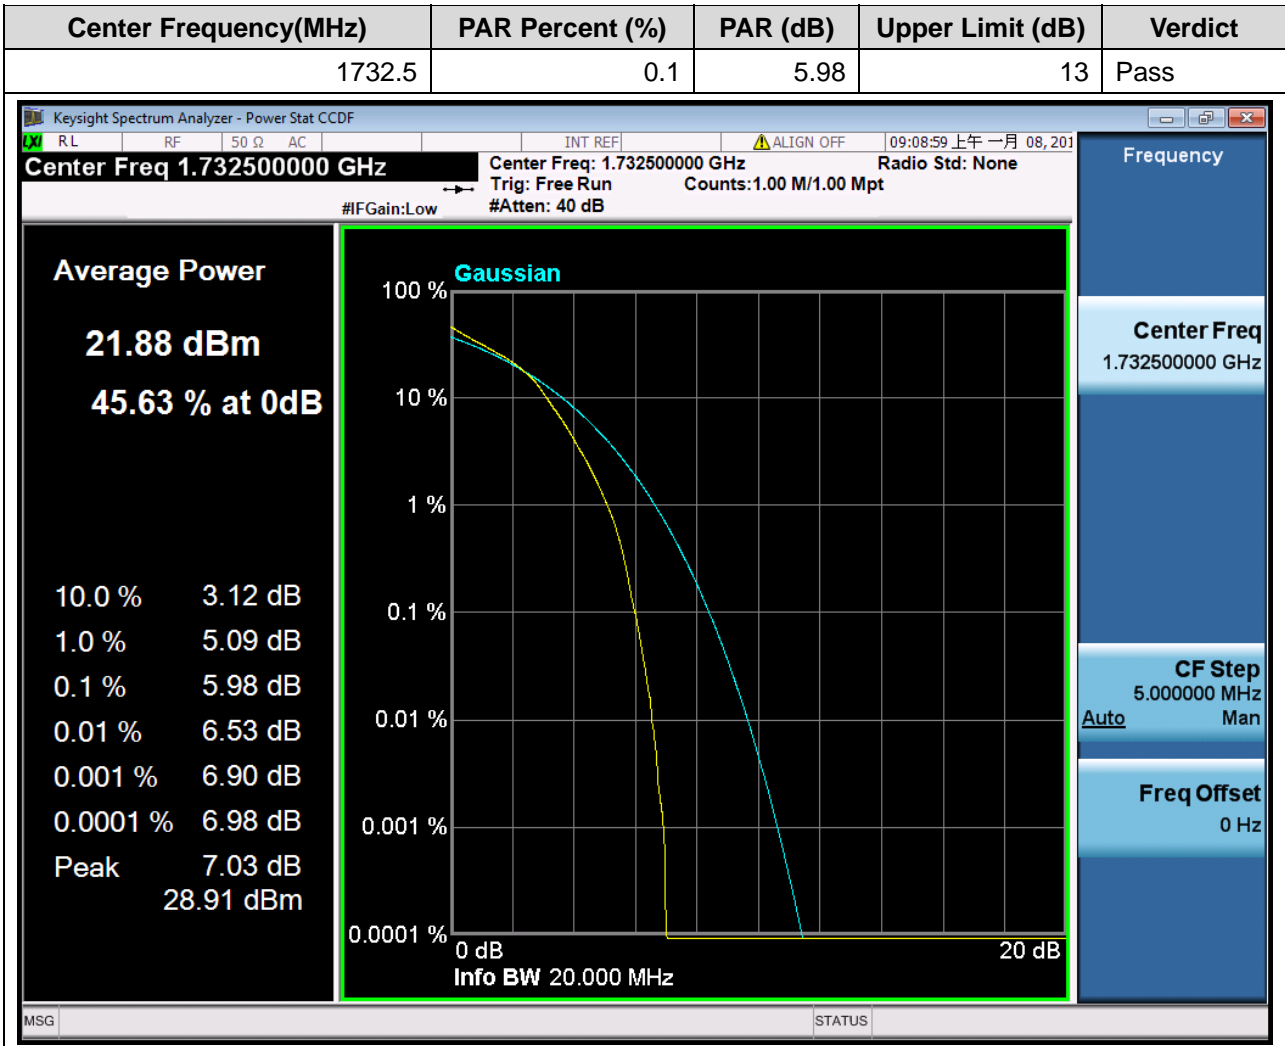 Center Frequency(MHz) PAR Percent (%) PAR (dB) Upper Limit (dB) Verdict
1732.5 0.1 5.98 13 Pass
Keysight Spectrum Analyzer - Power Stat CCDF
LXI RL RF 50 Ω AC INT REF ALIGN OFF 09:08:59 上午 一月 08, 201
Center Freq 1.732500000 GHz
Center Freq: 1.732500000 GHz Radio Std: None
Trig: Free Run Counts:1.00 M/1.00 Mpt
#IFGain:Low #Atten: 40 dB
Frequency
Average Power
21.88 dBm
45.63 % at 0dB
10.0 % 3.12 dB
1.0 % 5.09 dB
0.1 % 5.98 dB
0.01 % 6.53 dB
0.001 % 6.90 dB
0.0001 % 6.98 dB
Peak 7.03 dB
28.91 dBm
Gaussian
100 %
10 %
1 %
0.1 %
0.01 %
0.001 %
0.0001 %
0 dB 20 dB
Info BW 20.000 MHz
Center Freq
1.732500000 GHz
CF Step
5.000000 MHz
Auto Man
Freq Offset
0 Hz
MSG STATUS